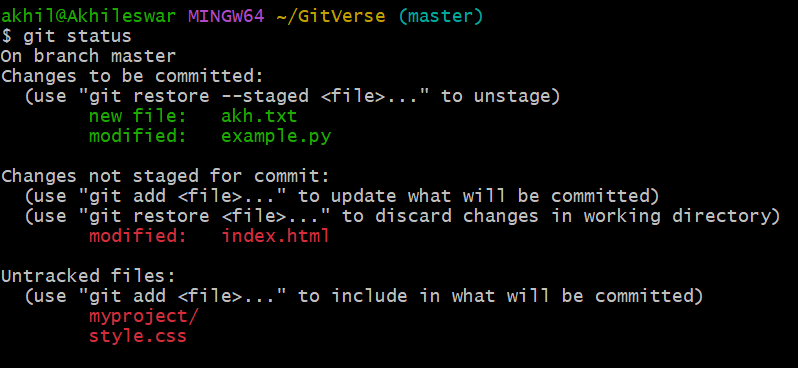 akhil@Akhileswar MINGW64 ~/GitVerse (master)
$ git status
On branch master
Changes to be committed:
  (use "git restore --staged <file>..." to unstage)
        new file:   akh.txt
        modified:   example.py

Changes not staged for commit:
  (use "git add <file>..." to update what will be committed)
  (use "git restore <file>..." to discard changes in working directory)
        modified:   index.html

Untracked files:
  (use "git add <file>..." to include in what will be committed)
        myproject/
        style.css